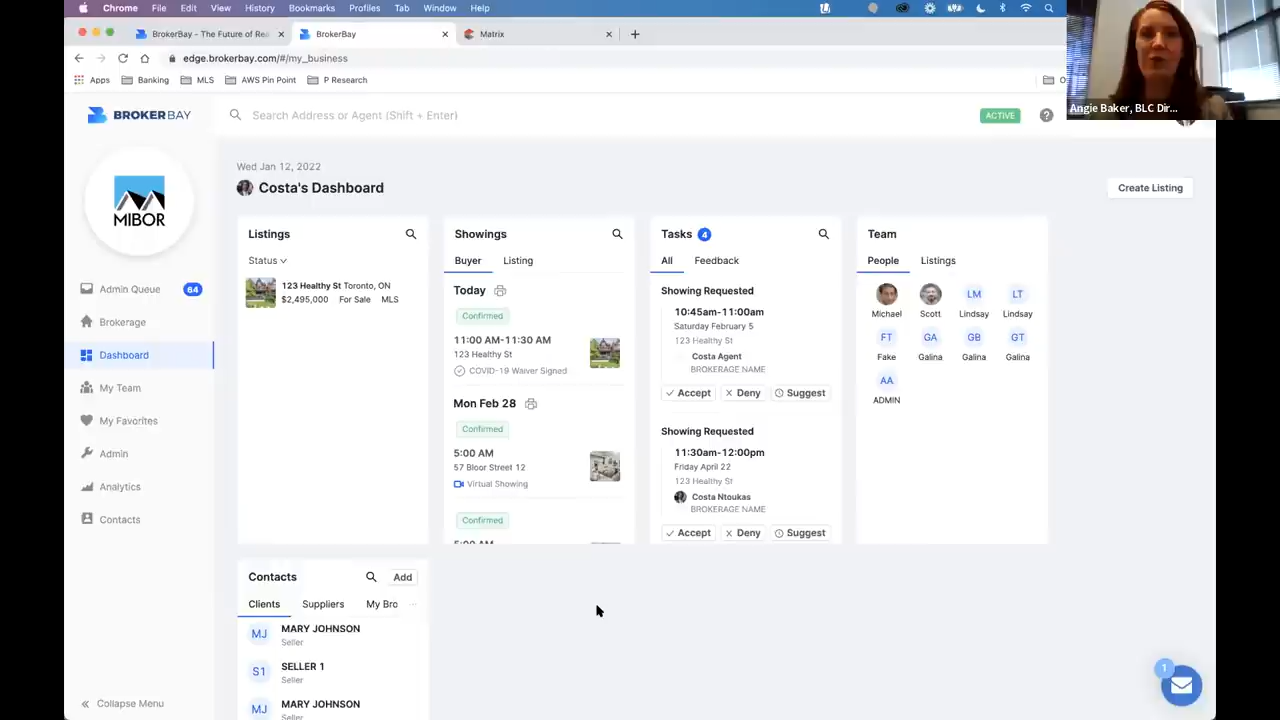 Chrome File Edit View History Bookmarks Profiles Tab Window Help
BrokerBay - The Future of Rea
BrokerBay
Matrix
edge.brokerbay.com/#/my_business
Apps Banking MLS AWS Pin Point P Research
Angie Baker, BLC Dir...
BROKERBAY
Search Address or Agent (Shift + Enter)
ACTIVE
MIBOR
Admin Queue 64
Brokerage
Dashboard
My Team
My Favorites
Admin
Analytics
Contacts
Collapse Menu
Wed Jan 12, 2022
Costa's Dashboard
Create Listing
Listings
Status
123 Healthy St Toronto, ON
$2,495,000 For Sale MLS
Showings
Buyer Listing
Today
Confirmed
11:00 AM-11:30 AM
123 Healthy St
COVID-19 Waiver Signed
Mon Feb 28
Confirmed
5:00 AM
57 Bloor Street 12
Virtual Showing
Confirmed
5:00 AM
Tasks 4
All Feedback
Showing Requested
10:45am-11:00am
Saturday February 5
123 Healthy St
Costa Agent
BROKERAGE NAME
Accept Deny Suggest
Showing Requested
11:30am-12:00pm
Friday April 22
123 Healthy St
Costa Ntoukas
BROKERAGE NAME
Accept Deny Suggest
Team
People Listings
Michael Scott LM Lindsay LT Lindsay
FT Fake GA Galina GB Galina GT Galina
AA ADMIN
Contacts Add
Clients Suppliers My Bro ...
MJ MARY JOHNSON
Seller
S1 SELLER 1
Seller
MJ MARY JOHNSON
Seller
1